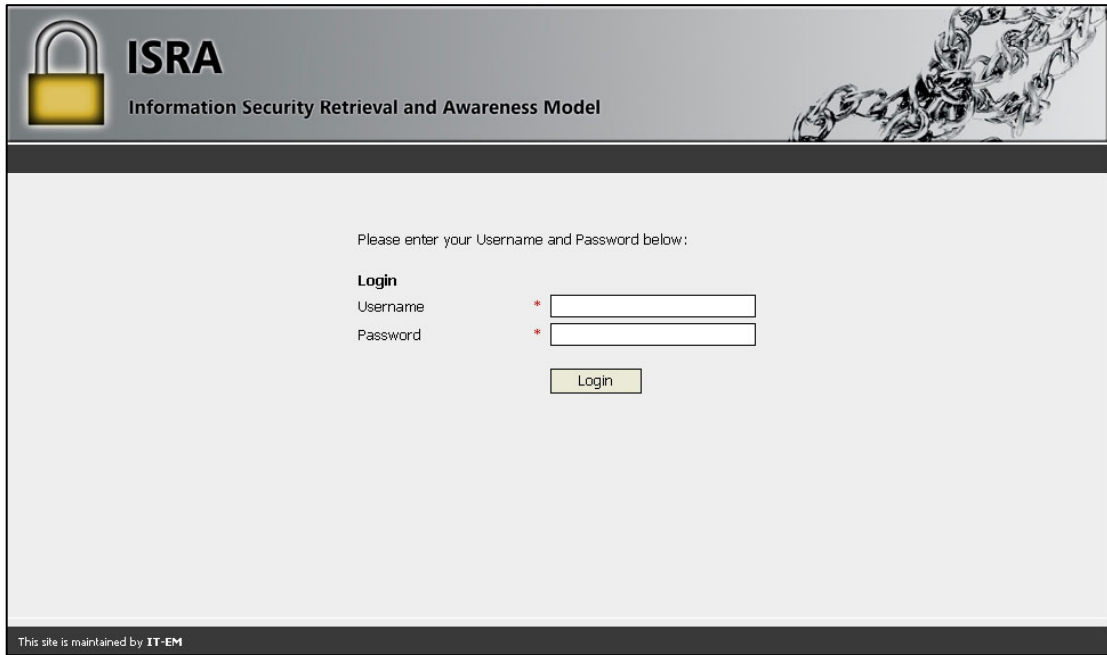 ISRA
Information Security Retrieval and Awareness Model
Please enter your Username and Password below:
Login
Username *
Password *
Login
This site is maintained by IT-EM